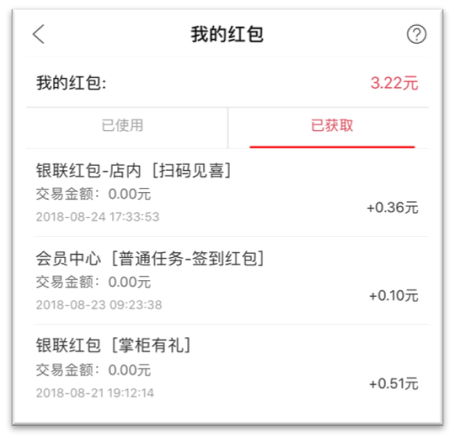 我的红包
我的红包: 3.22元
已使用 已获取
银联红包-店内［扫码见喜］
交易金额：0.00元
2018-08-24 17:33:53 +0.36元
会员中心［普通任务-签到红包］
交易金额：0.00元
2018-08-23 09:23:38 +0.10元
银联红包［掌柜有礼］
交易金额：0.00元
2018-08-21 19:12:14 +0.51元